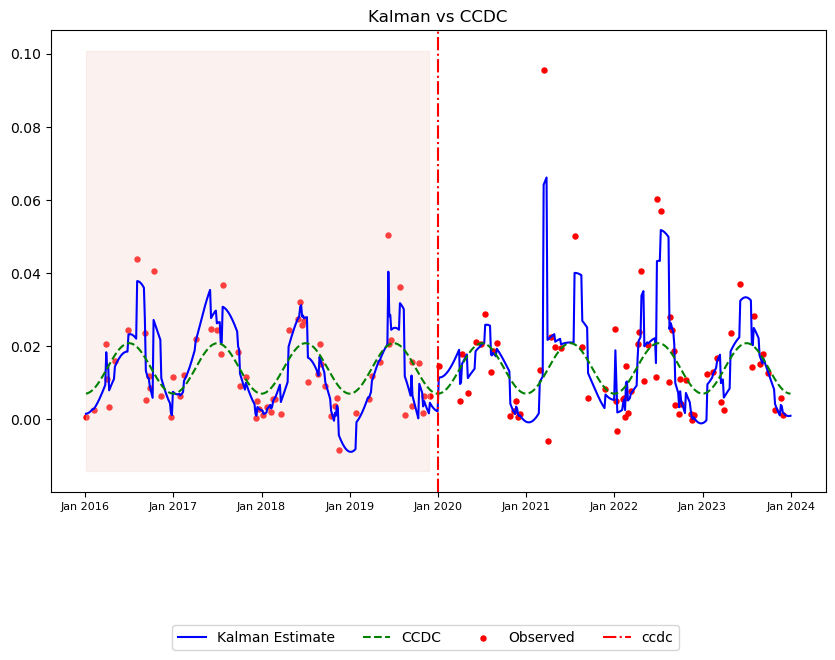 Kalman vs CCDC
0.10
0.08
0.06
0.04
0.02
0.00
Jan 2016 Jan 2017 Jan 2018 Jan 2019 Jan 2020 Jan 2021 Jan 2022 Jan 2023 Jan 2024
Kalman Estimate CCDC Observed ccdc